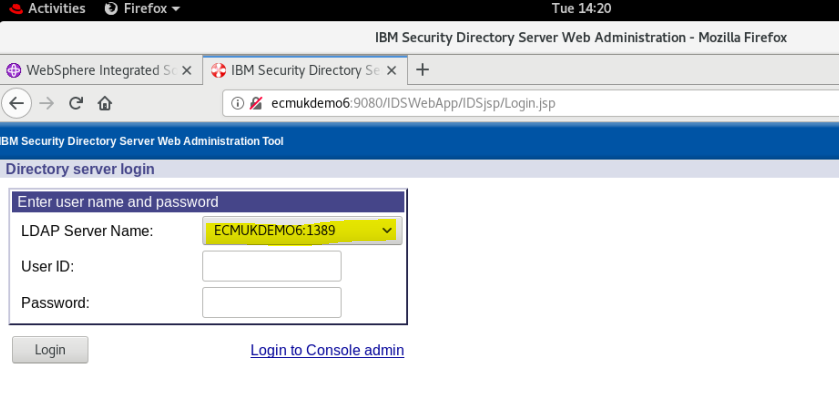 Activities Firefox Tue 14:20
IBM Security Directory Server Web Administration - Mozilla Firefox
WebSphere Integrated So IBM Security Directory Se
ecmukdemo6:9080/IDSWebApp/IDSjsp/Login.jsp
IBM Security Directory Server Web Administration Tool
Directory server login
Enter user name and password
LDAP Server Name: ECMUKDEMO6:1389
User ID:
Password:
Login Login to Console admin